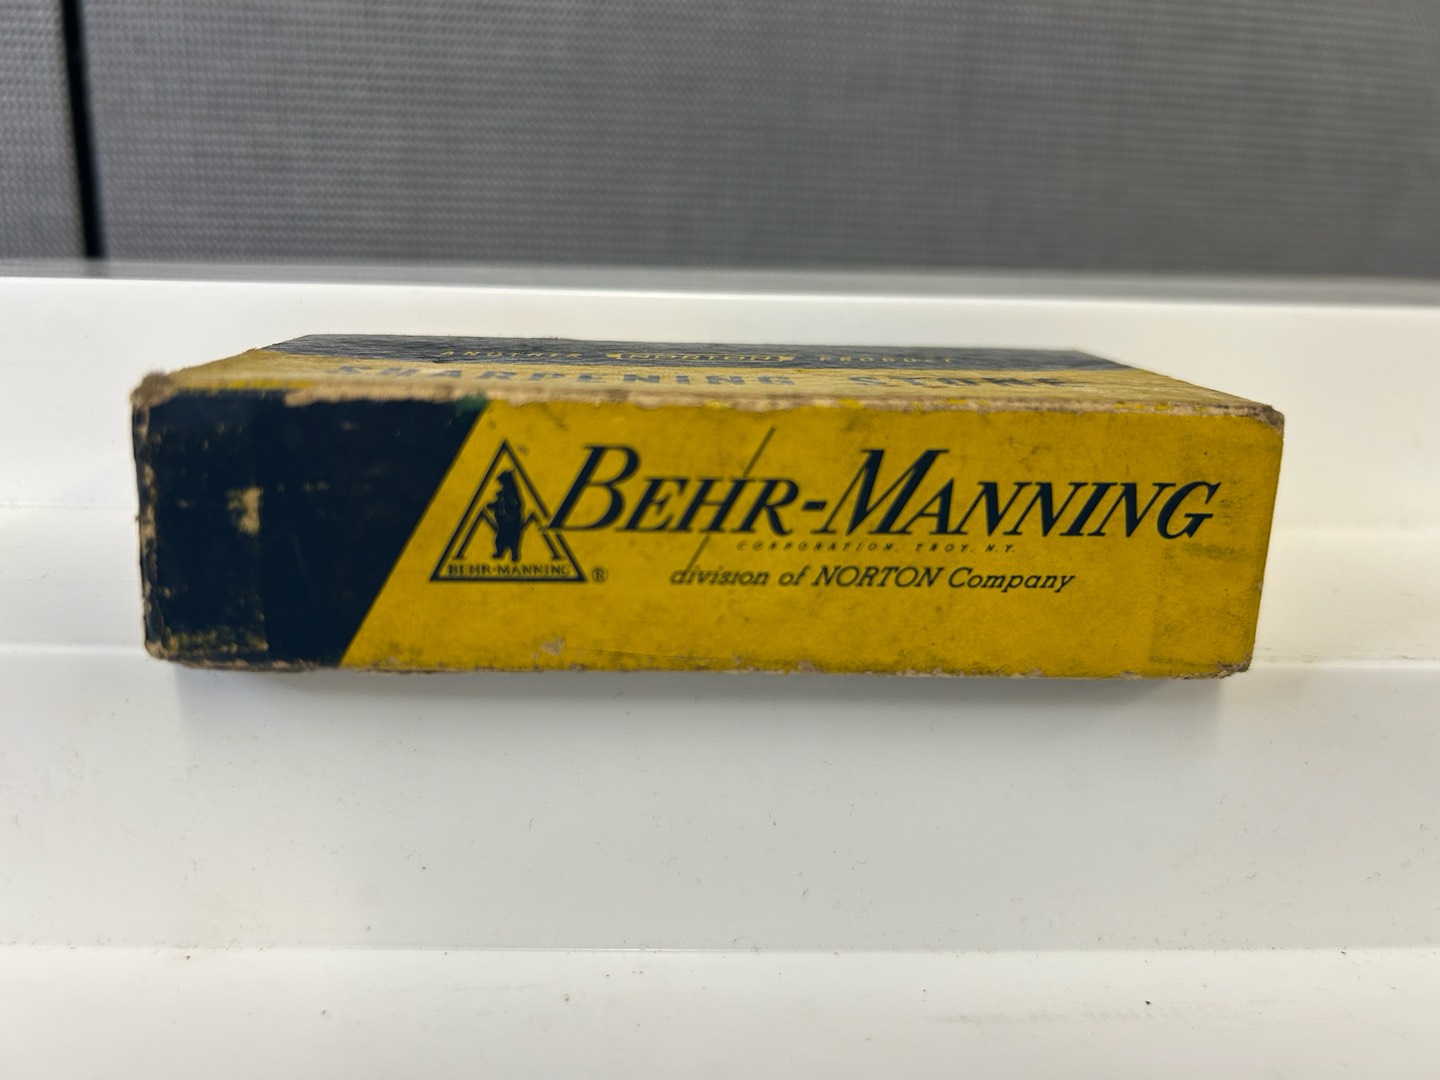 ANOTHER NORTON PRODUCT
SHARPENING STONE
BEHR-MANNING
BEHR-MANNING ®
CORPORATION, TROY, N.Y.
division of NORTON Company